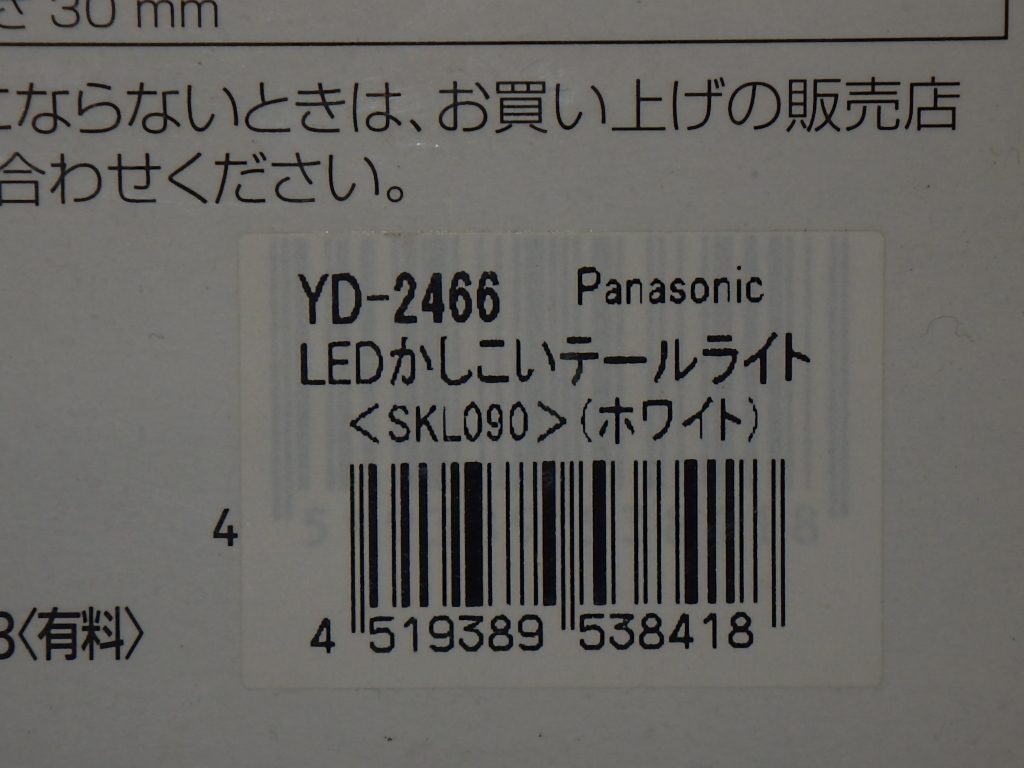 さ 30 mm
にならないときは、お買い上げの販売店
合わせください。
YD-2466 Panasonic
LEDかしこいテールライト
<SKL090>(ホワイト)
4
4 519389 538418
3〈有料〉